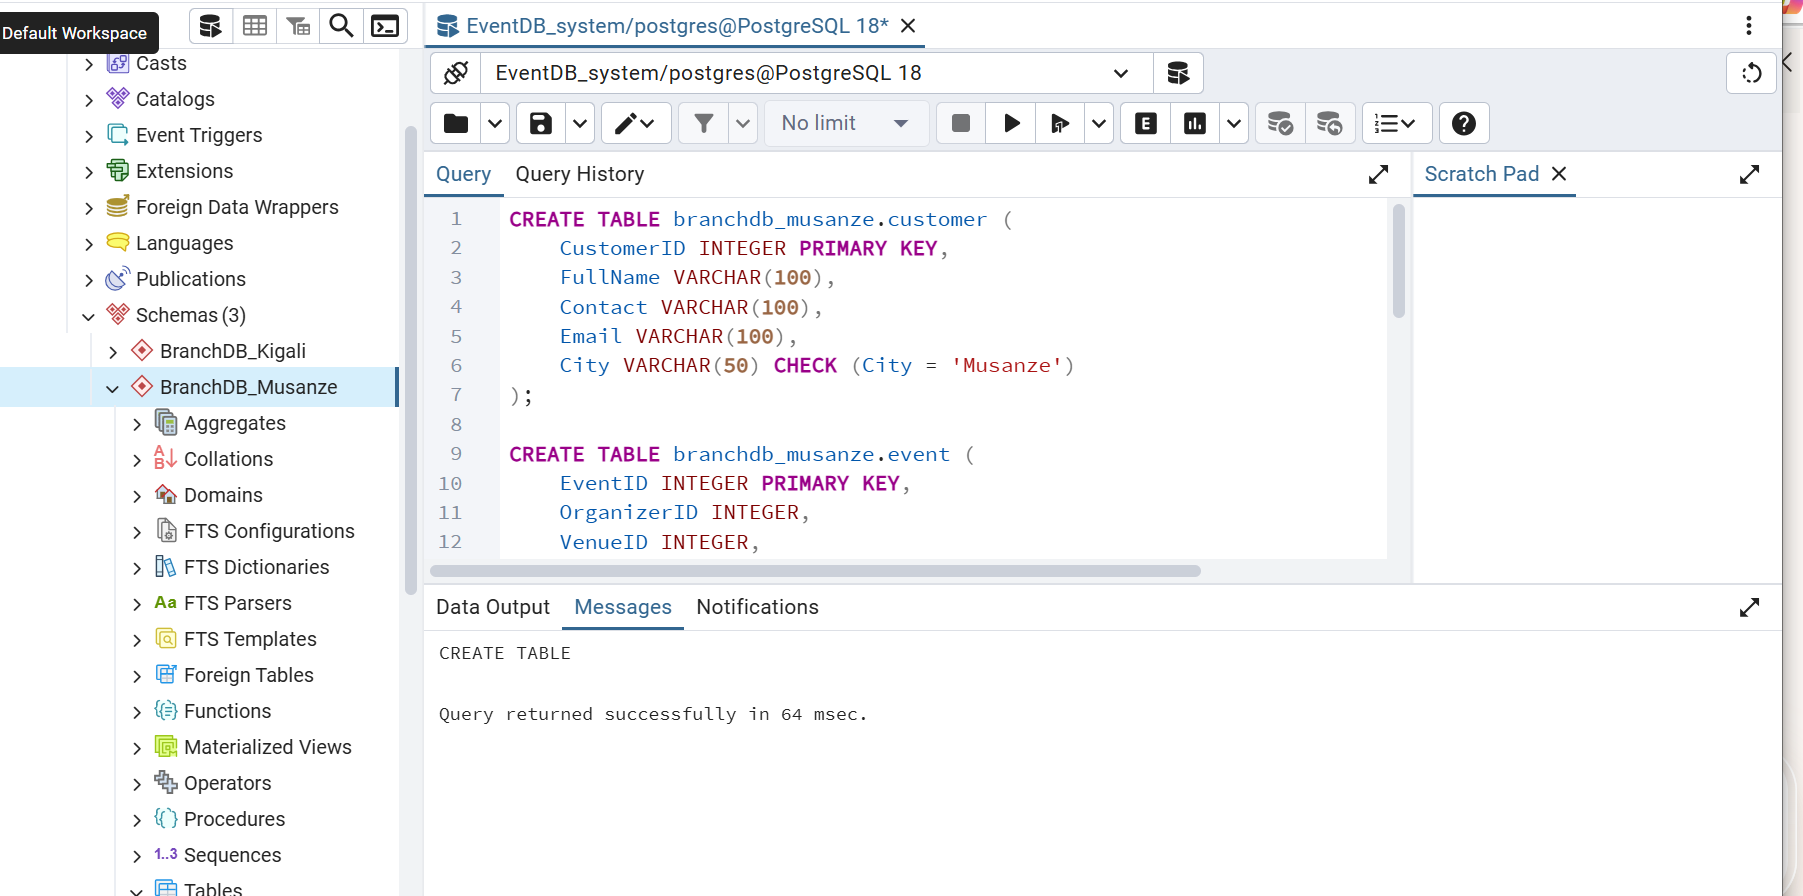 Default Workspace
Casts
Catalogs
Event Triggers
Extensions
Foreign Data Wrappers
Languages
Publications
Schemas (3)
BranchDB_Kigali
BranchDB_Musanze
Aggregates
Collations
Domains
FTS Configurations
FTS Dictionaries
Aa FTS Parsers
FTS Templates
Foreign Tables
Functions
Materialized Views
Operators
Procedures
1..3 Sequences
Tables
EventDB_system/postgres@PostgreSQL 18*
EventDB_system/postgres@PostgreSQL 18
No limit
E
Query Query History
Scratch Pad
1 CREATE TABLE branchdb_musanze.customer (
2 CustomerID INTEGER PRIMARY KEY,
3 FullName VARCHAR(100),
4 Contact VARCHAR(100),
5 Email VARCHAR(100),
6 City VARCHAR(50) CHECK (City = 'Musanze')
7 );
8
9 CREATE TABLE branchdb_musanze.event (
10 EventID INTEGER PRIMARY KEY,
11 OrganizerID INTEGER,
12 VenueID INTEGER,
Data Output Messages Notifications
CREATE TABLE
Query returned successfully in 64 msec.